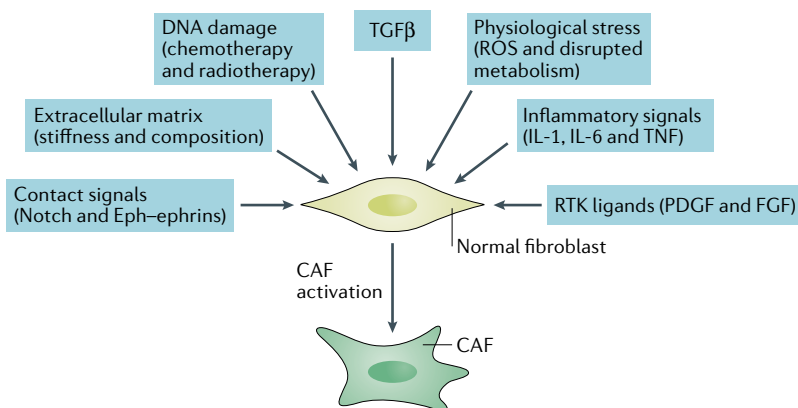 DNA damage
(chemotherapy
and radiotherapy)
TGFβ
Physiological stress
(ROS and disrupted
metabolism)
Extracellular matrix
(stiffness and composition)
Inflammatory signals
(IL-1, IL-6 and TNF)
Contact signals
(Notch and Eph–ephrins)
RTK ligands (PDGF and FGF)
Normal fibroblast
CAF
activation
CAF